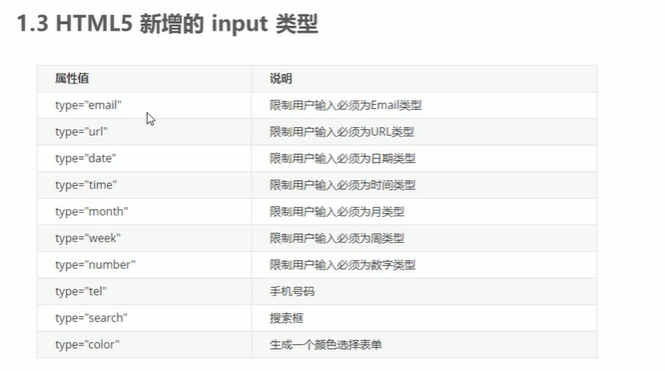 1.3 HTML5 新增的 input 类型
属性值 说明
type="email" 限制用户输入必须为Email类型
type="url" 限制用户输入必须为URL类型
type="date" 限制用户输入必须为日期类型
type="time" 限制用户输入必须为时间类型
type="month" 限制用户输入必须为月类型
type="week" 限制用户输入必须为周类型
type="number" 限制用户输入必须为数字类型
type="tel" 手机号码
type="search" 搜索框
type="color" 生成一个颜色选择表单